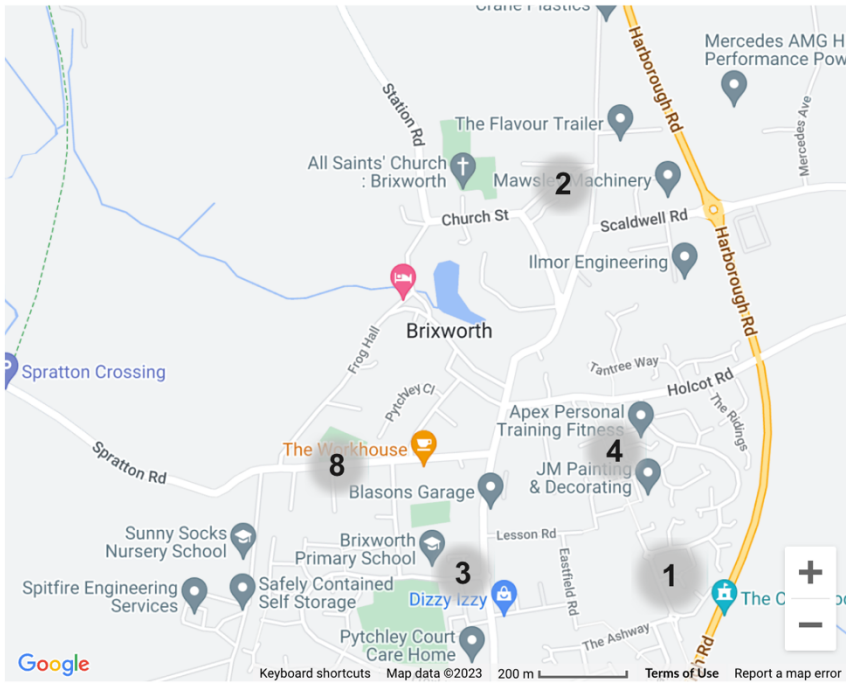 Crane Plastics
Mercedes AMG H
Performance Pow
Harborough Rd
Station Rd
The Flavour Trailer
Mercedes Ave
All Saints' Church
: Brixworth
Mawsley Machinery
2
Church St
Scaldwell Rd
Ilmor Engineering
Harborough Rd
Brixworth
Frog Hall
Spratton Crossing
Tantree Way
Holcot Rd
Pytchley Cl
The Ridings
Apex Personal
Training Fitness
The Workhouse
4
8
Spratton Rd
JM Painting
& Decorating
Blasons Garage
Sunny Socks
Nursery School
Brixworth
Primary School
Lesson Rd
Eastfield Rd
3
1
Spitfire Engineering
Services
Safely Contained
Self Storage
Dizzy Izzy
+
The C
−
Pytchley Court
Care Home
The Ashway
Rd
Google
Keyboard shortcuts
Map data ©2023
200 m
Terms of Use
Report a map error